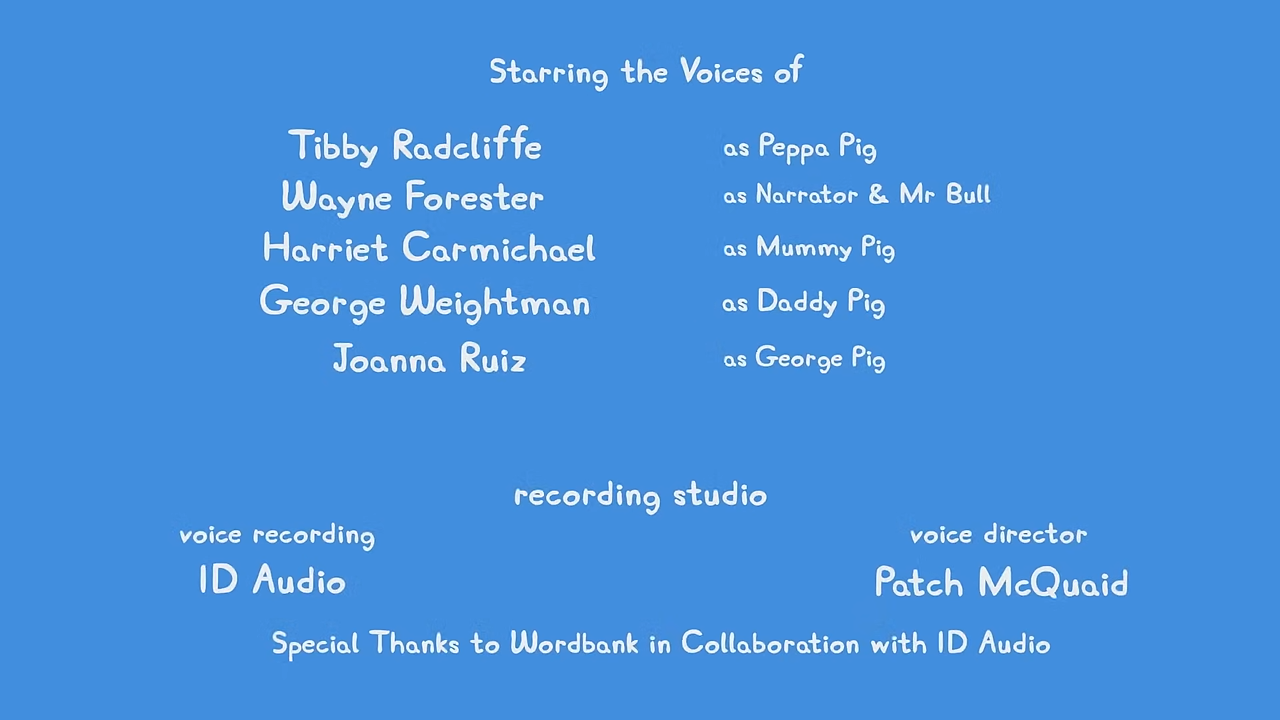 Starring the Voices of
Tibby Radcliffe as Peppa Pig
Wayne Forester as Narrator & Mr Bull
Harriet Carmichael as Mummy Pig
George Weightman as Daddy Pig
Joanna Ruiz as George Pig
recording studio
voice recording voice director
ID Audio Patch McQuaid
Special Thanks to Wordbank in Collaboration with ID Audio